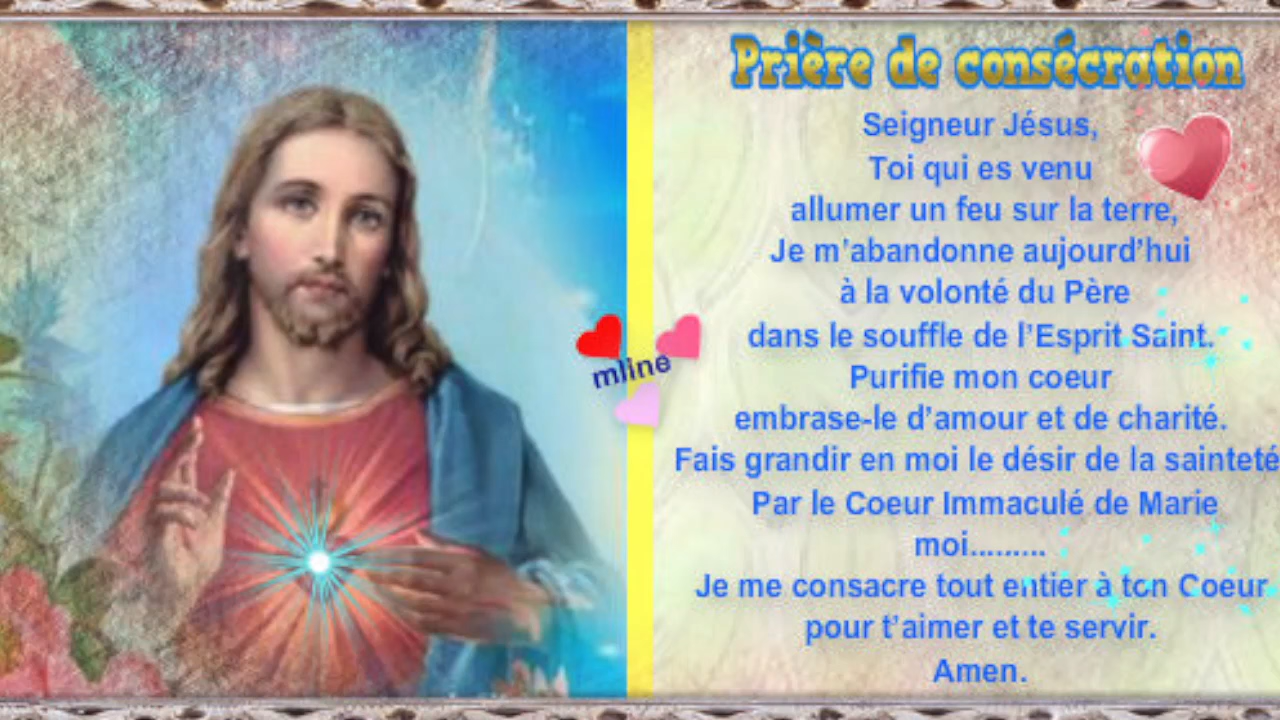 Prière de consécration
Seigneur Jésus,
Toi qui es venu
allumer un feu sur la terre,
Je m'abandonne aujourd’hui
à la volonté du Père
dans le souffle de l’Esprit Saint.
Purifie mon coeur
embrase-le d’amour et de charité.
Fais grandir en moi le désir de la sainteté
Par le Coeur Immaculé de Marie
moi.........
Je me consacre tout entier à ton Coeur
pour t’aimer et te servir.
Amen.
mline